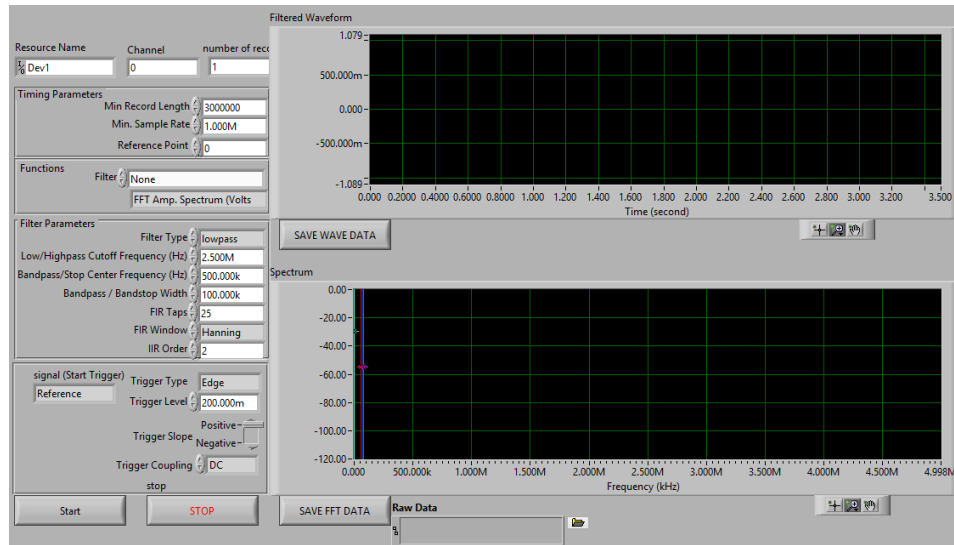 Filtered Waveform
Resource Name
Channel
number of reco
Dev1
0
1
Timing Parameters
Min Record Length 3000000
Min. Sample Rate 1.000M
Reference Point 0
Functions
Filter None
FFT Amp. Spectrum (Volts
Filter Parameters
Filter Type lowpass
Low/Highpass Cutoff Frequency (Hz) 2.500M
Bandpass/Stop Center Frequency (Hz) 500.000k
Bandpass / Bandstop Width 100.000k
FIR Taps 25
FIR Window Hanning
IIR Order 2
signal (Start Trigger)
Reference
Trigger Type Edge
Trigger Level 200.000m
Trigger Slope
Positive
Negative
Trigger Coupling DC
stop
Start
STOP
1.079
500.000m
0.000
-500.000m
-1.089
0.000 0.2000 0.4000 0.6000 0.8000 1.000 1.200 1.400 1.600 1.800 2.000 2.200 2.400 2.600 2.800 3.000 3.200 3.500
Time (second)
SAVE WAVE DATA
Spectrum
0.00
-20.00
-40.00
-60.00
-80.00
-100.00
-120.00
0.000 500.000k 1.000M 1.500M 2.000M 2.500M 3.000M 3.500M 4.000M 4.500M 4.998M
Frequency (kHz)
SAVE FFT DATA
Raw Data